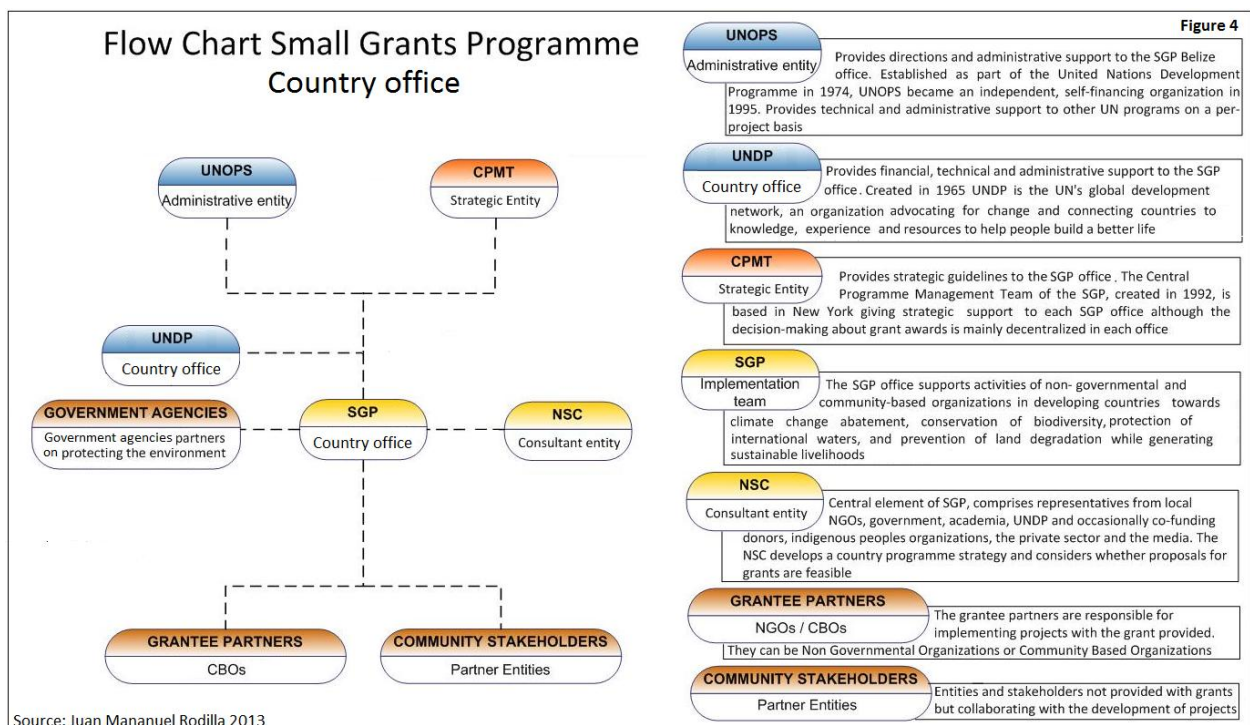 Figure 4
Flow Chart Small Grants Programme
Country office
UNOPS
Administrative entity
CPMT
Strategic Entity
UNDP
Country office
GOVERNMENT AGENCIES
Government agencies partners
on protecting the environment
SGP
Country office
NSC
Consultant entity
GRANTEE PARTNERS
CBOs
COMMUNITY STAKEHOLDERS
Partner Entities
Source: Juan Mananuel Rodilla 2013
UNOPS
Administrative entity
Provides directions and administrative support to the SGP Belize
office. Established as part of the United Nations Development
Programme in 1974, UNOPS became an independent, self-financing organization in
1995. Provides technical and administrative support to other UN programs on a per-
project basis
UNDP
Country office
Provides financial, technical and administrative support to the SGP
office. Created in 1965 UNDP is the UN's global development
network, an organization advocating for change and connecting countries to
knowledge, experience and resources to help people build a better life
CPMT
Strategic Entity
Provides strategic guidelines to the SGP office. The Central
Programme Management Team of the SGP, created in 1992, is
based in New York giving strategic support to each SGP office although the
decision-making about grant awards is mainly decentralized in each office
SGP
Implementation
team
The SGP office supports activities of non-governmental and
community-based organizations in developing countries towards
climate change abatement, conservation of biodiversity, protection of
international waters, and prevention of land degradation while generating
sustainable livelihoods
NSC
Consultant entity
Central element of SGP, comprises representatives from local
NGOs, government, academia, UNDP and occasionally co-funding
donors, indigenous peoples organizations, the private sector and the media. The
NSC develops a country programme strategy and considers whether proposals for
grants are feasible
GRANTEE PARTNERS
NGOs / CBOs
The grantee partners are responsible for
implementing projects with the grant provided.
They can be Non Governmental Organizations or Community Based Organizations
COMMUNITY STAKEHOLDERS
Partner Entities
Entities and stakeholders not provided with grants
but collaborating with the development of projects